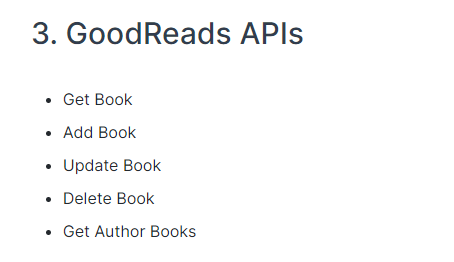 3. GoodReads APIs
• Get Book
• Add Book
• Update Book
• Delete Book
• Get Author Books